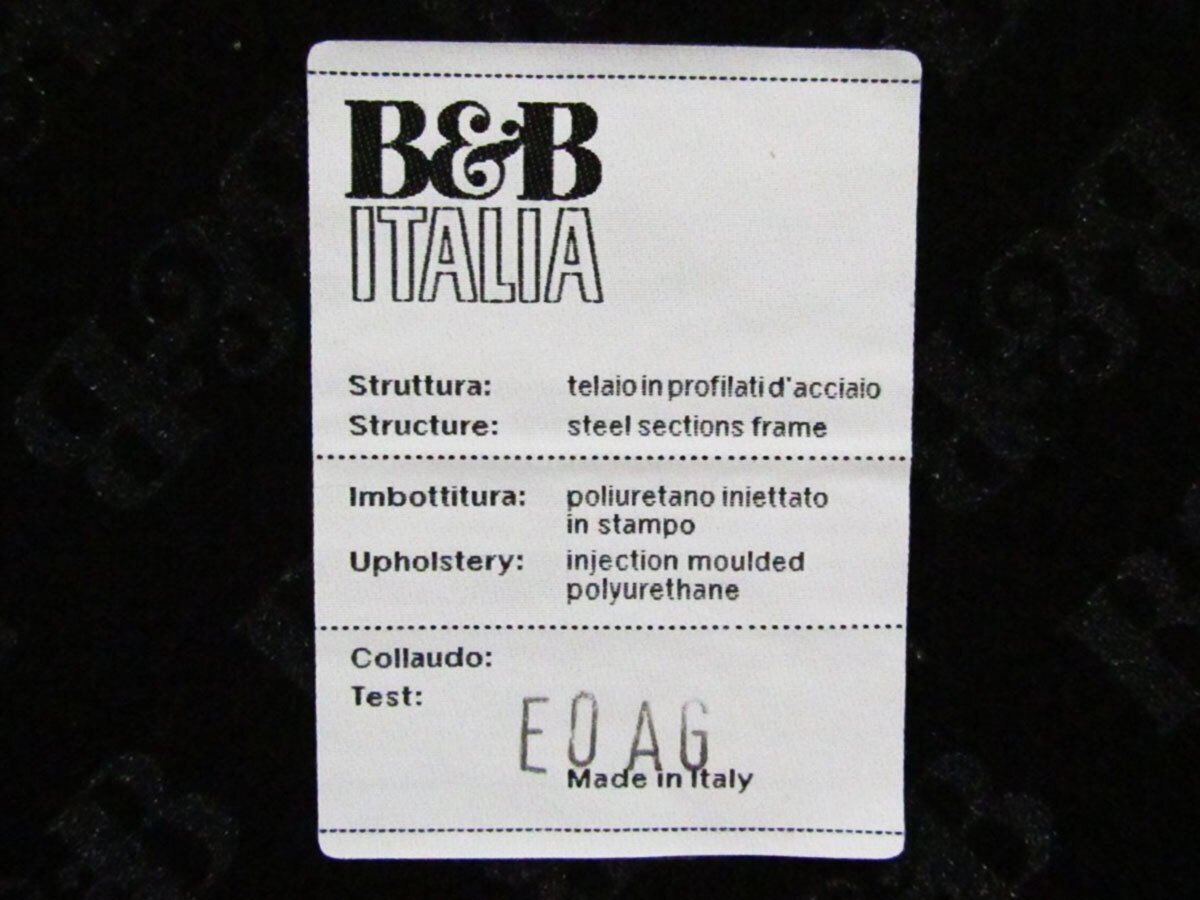 B&B
ITALIA
Struttura: telaio in profilati d'acciaio
Structure: steel sections frame
Imbottitura: poliuretano iniettato
in stampo
Upholstery: injection moulded
polyurethane
Collaudo:
Test:
E0AG
Made in Italy